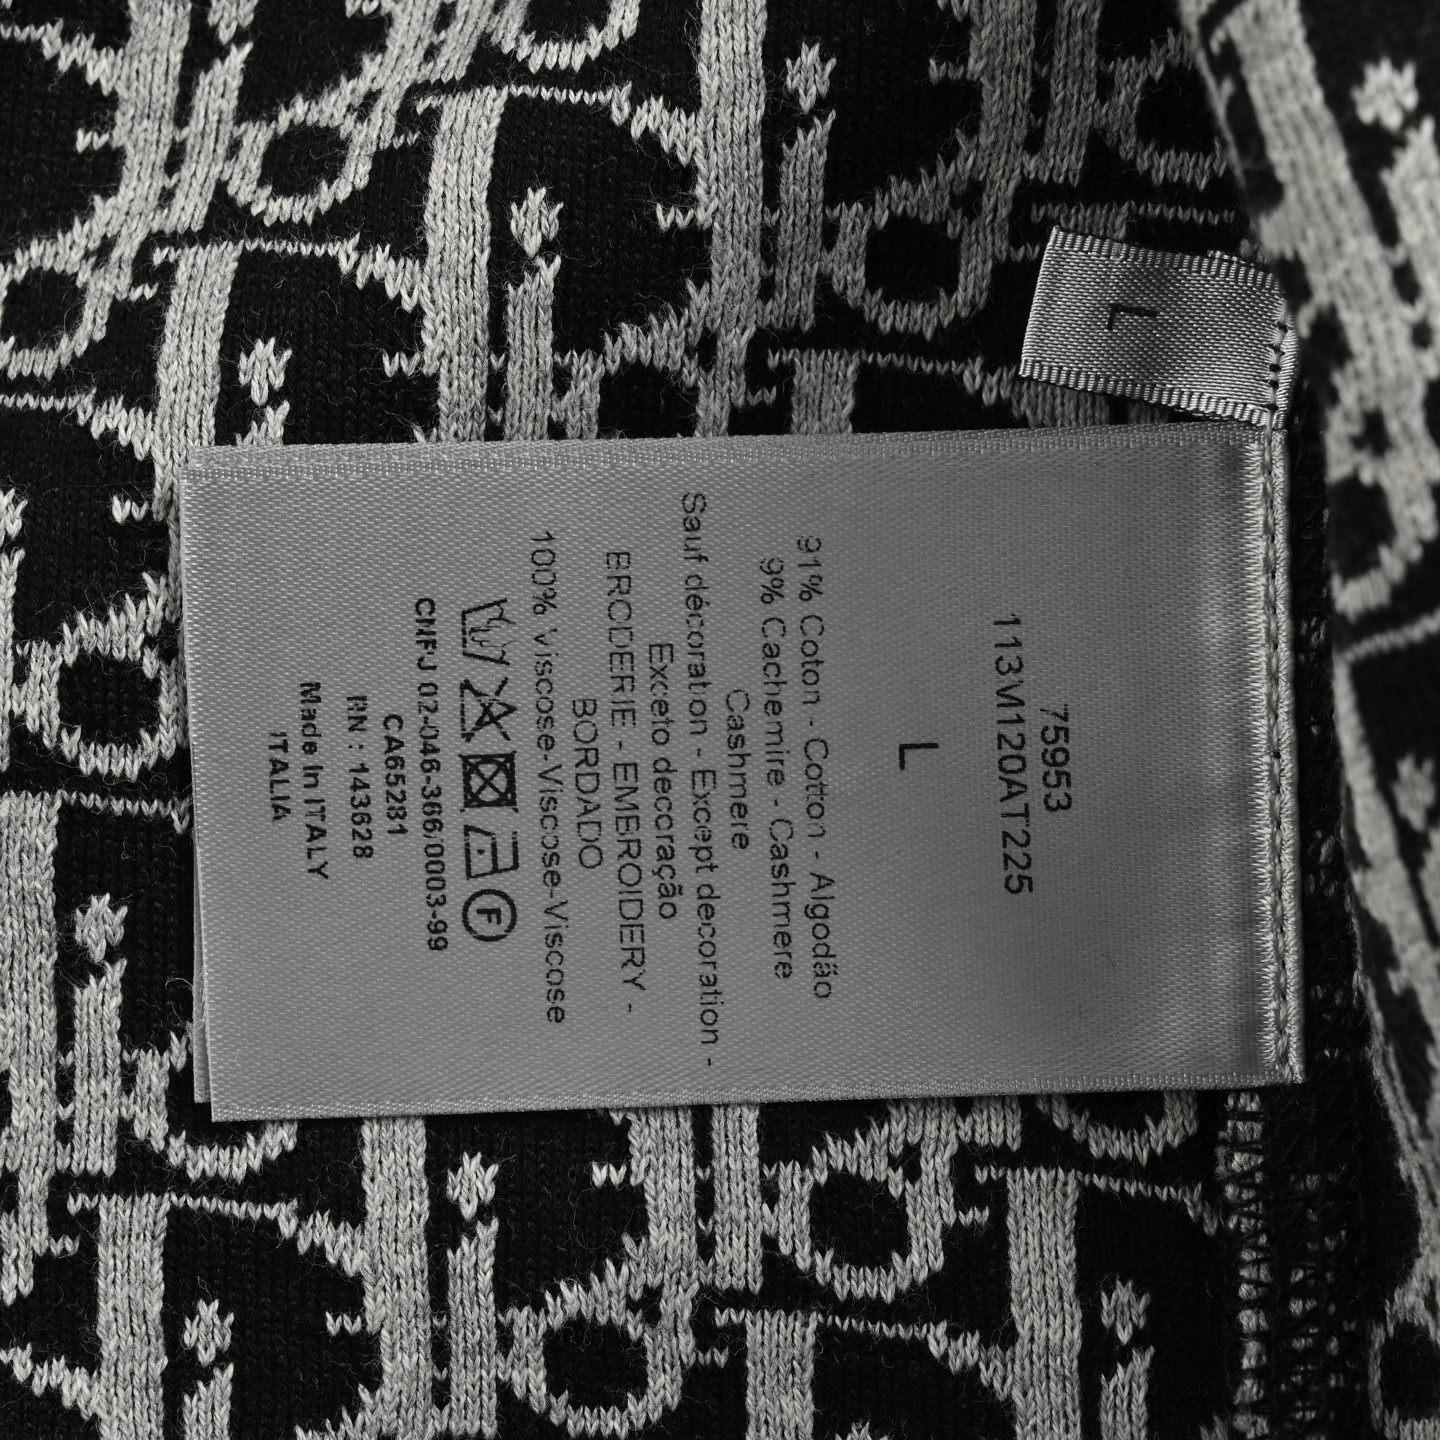 L
75953
113M120AT225
L
91% Coton - Cotton - Algodão
9% Cachemire - Cashmere
Cashmere
Sauf décoration - Except decoration -
Exceto decoração
BRODERIE - EMBROIDERY -
BORDADO
100% Viscose-Viscose-Viscose
F
CNPJ 02-046-366/0003-99
CA65281
RN : 143628
Made In ITALY
ITALIA